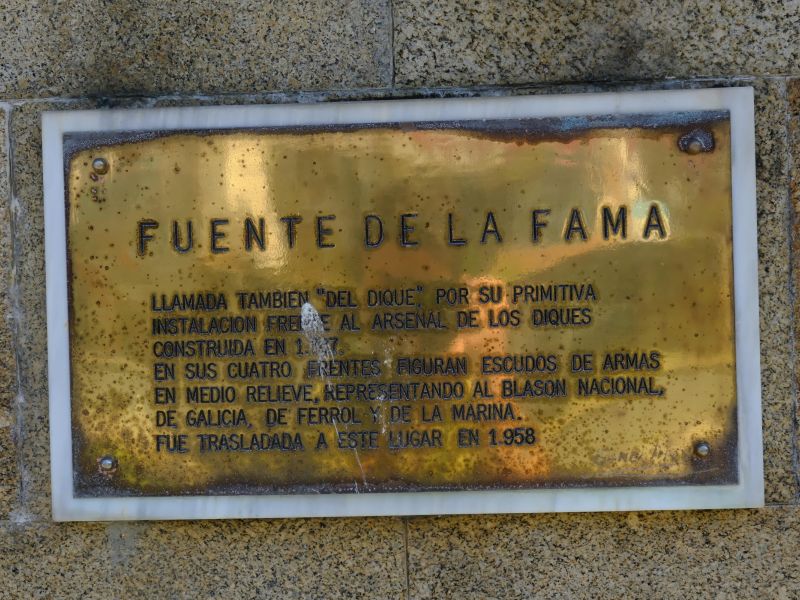 FUENTE DE LA FAMA
LLAMADA TAMBIEN "DEL DIQUE", POR SU PRIMITIVA
INSTALACION FRENTE AL ARSENAL DE LOS DIQUES
CONSTRUIDA EN
EN SUS CUATRO FRENTES FIGURAN ESCUDOS DE ARMAS
EN MEDIO RELIEVE, REPRESENTANDO AL BLASON NACIONAL,
DE GALICIA, DE FERROL Y DE LA MARINA.
FUE TRASLADADA A ESTE LUGAR EN 1.958